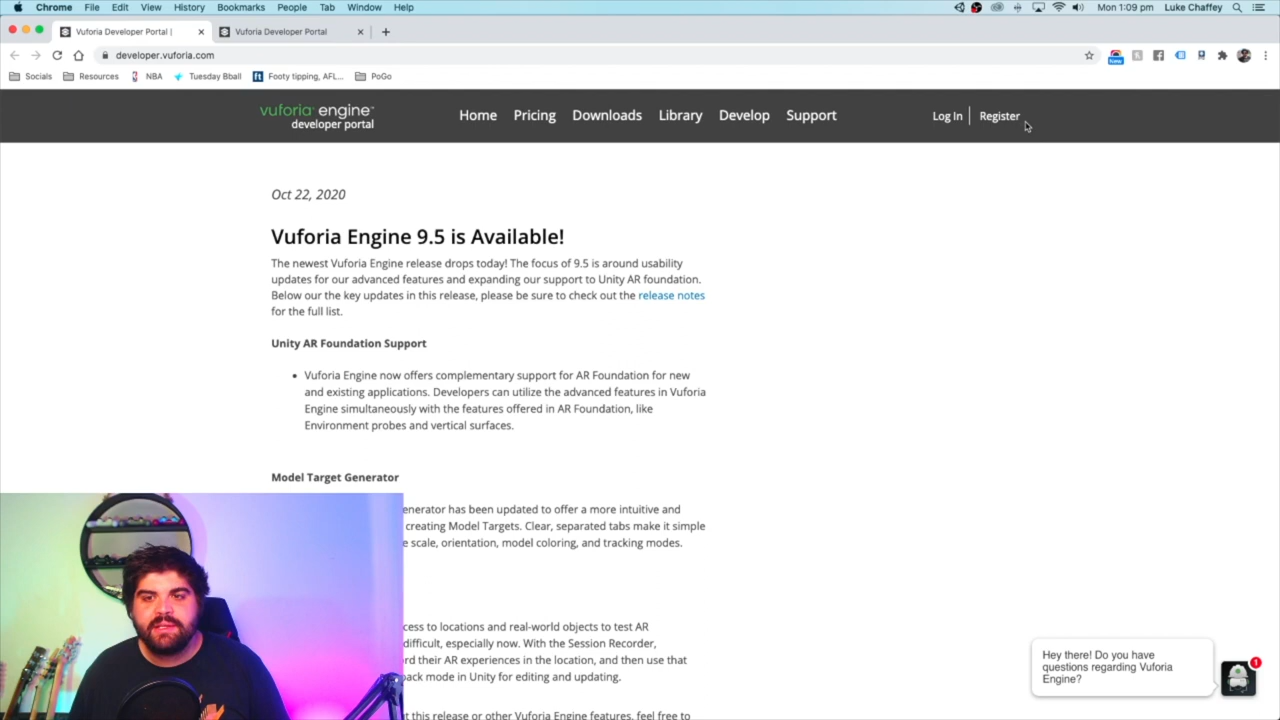 Chrome File Edit View History Bookmarks People Tab Window Help Mon 1:09 pm Luke Chaffey
Vuforia Developer Portal | Vuforia Developer Portal
developer.vuforia.com New
Socials Resources NBA Tuesday Bball ft Footy tipping, AFL... PoGo
vuforia® engine™
developer portal
Home Pricing Downloads Library Develop Support Log In Register
Oct 22, 2020
Vuforia Engine 9.5 is Available!
The newest Vuforia Engine release drops today! The focus of 9.5 is around usability
updates for our advanced features and expanding our support to Unity AR foundation.
Below our the key updates in this release, please be sure to check out the release notes
for the full list.
Unity AR Foundation Support
• Vuforia Engine now offers complementary support for AR Foundation for new
and existing applications. Developers can utilize the advanced features in Vuforia
Engine simultaneously with the features offered in AR Foundation, like
Environment probes and vertical surfaces.
Model Target Generator
enerator has been updated to offer a more intuitive and
creating Model Targets. Clear, separated tabs make it simple
e scale, orientation, model coloring, and tracking modes.
cess to locations and real-world objects to test AR
difficult, especially now. With the Session Recorder,
ord their AR experiences in the location, and then use that
back mode in Unity for editing and updating.
t this release or other Vuforia Engine features, feel free to
Hey there! Do you have
questions regarding Vuforia
Engine?
1